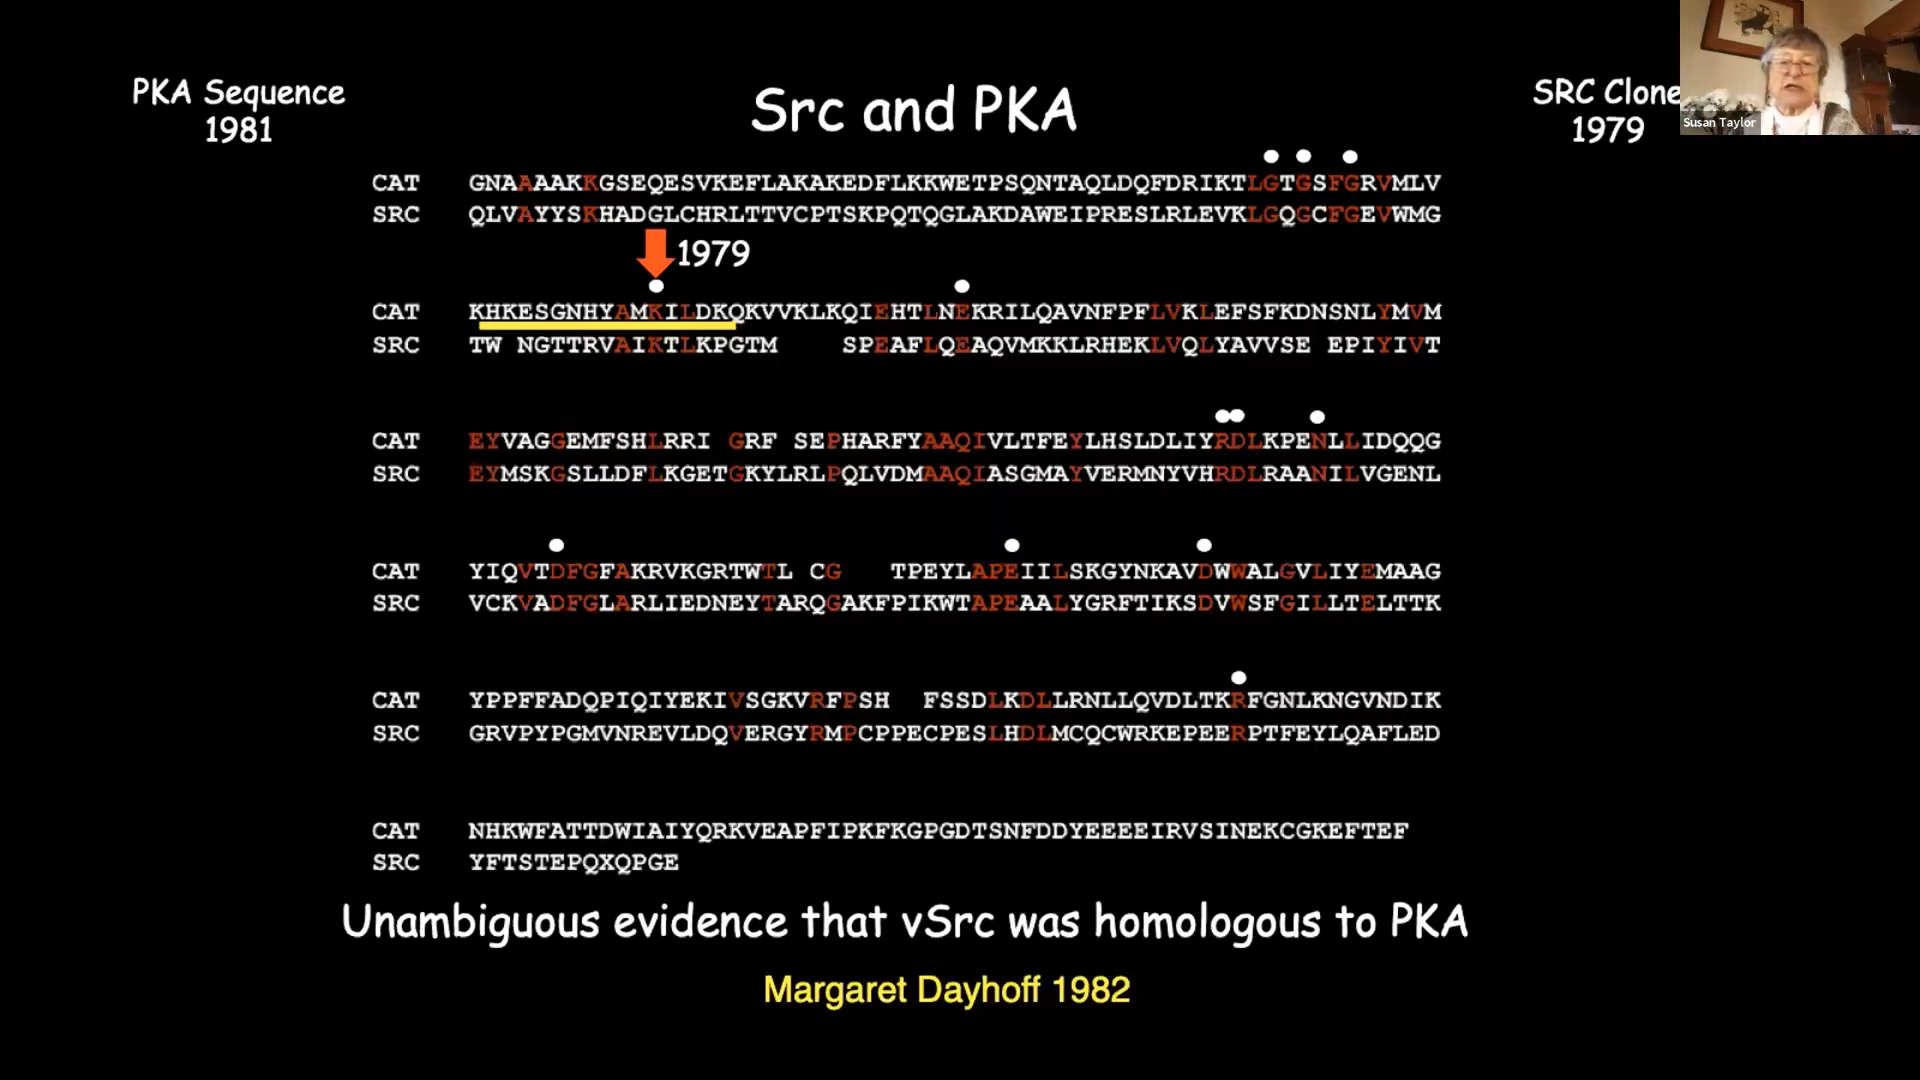 PKA Sequence
1981
Src and PKA
SRC Clone
1979
Susan Taylor
CAT GNAAAAKKGSEQESVKEFLAKAKEDFLKKWETPSQNTAQLDQFDRIKTLGTGSFGRVMLV
SRC QLVAYYSKHADGLCHRLTTVCPTSKPQTQGLAKDAWEIPRESLRLEVKLGQGCFGEVWMG
1979
CAT KHKESGNHYAMKILDKQKVVKLKQIEHTLNEKRILQAVNFPFLVKLEFSFKDNSNLYMVM
SRC TW NGTTRVAIKTLKPGTM SPEAFLQEAQVMKKLRHEKLVQLYAVVSE EPIYIVT
CAT EYVAGGEMFSHLRRI GRF SEPHARFYAAQIVLTFEYLHSLDLIYRDLKPENLLIDQQG
SRC EYMSKGSLLDFLKGETGKYLRLPQLVDMAAQIASGMAYVERMNYVHRDLRAANILVGENL
CAT YIQVTDFGFAKRVKGRTWTL CG TPEYLAPEIILSKGYNKAVDWWALGVLIYEMAAG
SRC VCKVADFGLARLIEDNEYTARQGAKFPIKWTAPEAALYGRFTIKSDVWSFGILLTELTTK
CAT YPPFFADQPIQIYEKIVSGKVRFPSH FSSDLKDLLRNLLQVDLTKRFGNLKNGVNDIK
SRC GRVPYPGMVNREVLDQVERGYRMPCPPECPESLHDLMCQCWRKEPEERPTFEYLQAFLED
CAT NHKWFATTDWIAIYQRKVEAPFIPKFKGPGDTSNFDDYEEEEIRVSINEKCGKEFTEF
SRC YFTSTEPQXQPGE
Unambiguous evidence that vSrc was homologous to PKA
Margaret Dayhoff 1982